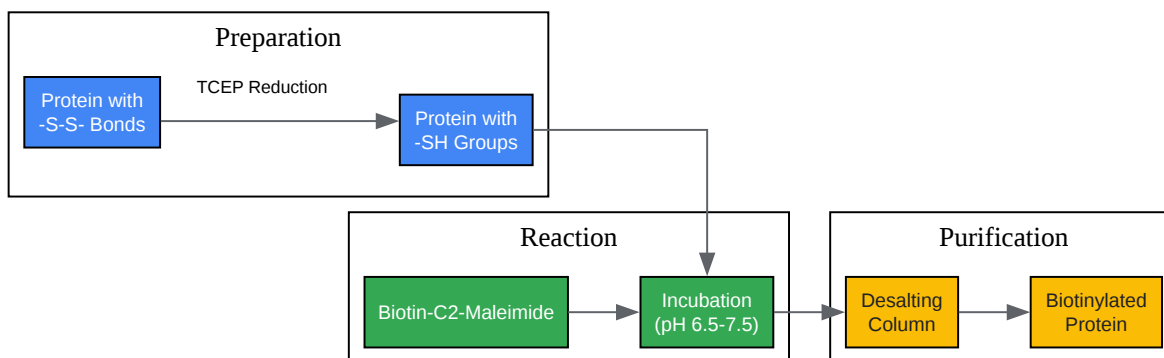 Preparation
Protein with
-S-S- Bonds
TCEP Reduction
Protein with
-SH Groups
Reaction
Biotin-C2-Maleimide
Incubation
(pH 6.5-7.5)
Purification
Desalting
Column
Biotinylated
Protein